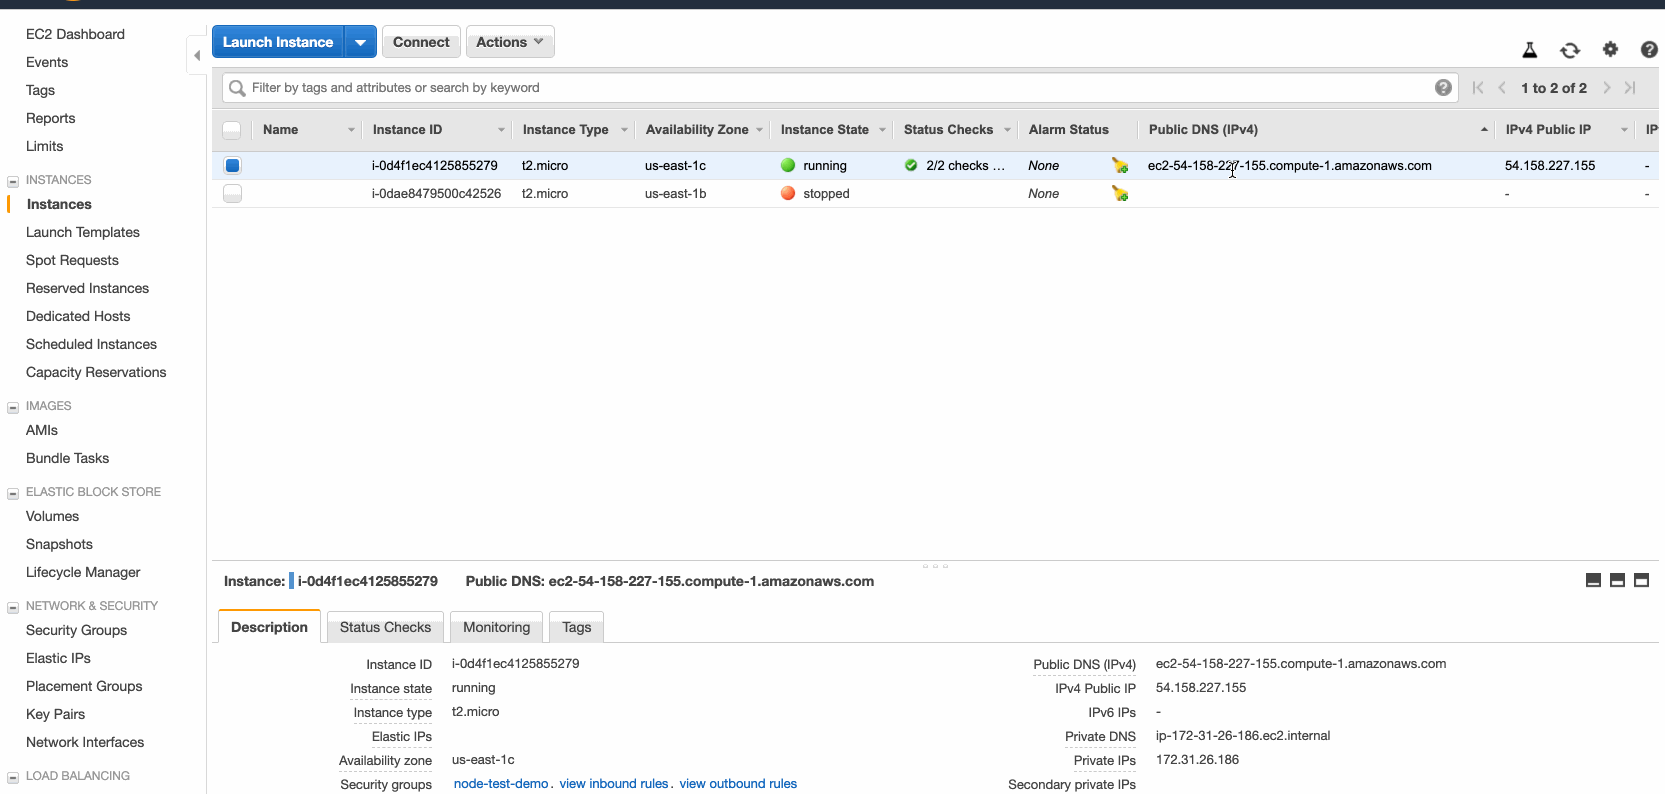 EC2 Dashboard
Events
Tags
Reports
Limits
INSTANCES
Instances
Launch Templates
Spot Requests
Reserved Instances
Dedicated Hosts
Scheduled Instances
Capacity Reservations
IMAGES
AMIs
Bundle Tasks
ELASTIC BLOCK STORE
Volumes
Snapshots
Lifecycle Manager
NETWORK & SECURITY
Security Groups
Elastic IPs
Placement Groups
Key Pairs
Network Interfaces
LOAD BALANCING
Launch Instance Connect Actions
Filter by tags and attributes or search by keyword 1 to 2 of 2
Name Instance ID Instance Type Availability Zone Instance State Status Checks Alarm Status Public DNS (IPv4) IPv4 Public IP IP
i-0d4f1ec4125855279 t2.micro us-east-1c running 2/2 checks ... None ec2-54-158-227-155.compute-1.amazonaws.com 54.158.227.155 -
i-0dae8479500c42526 t2.micro us-east-1b stopped None - -
Instance: i-0d4f1ec4125855279 Public DNS: ec2-54-158-227-155.compute-1.amazonaws.com
Description Status Checks Monitoring Tags
Instance ID i-0d4f1ec4125855279 Public DNS (IPv4) ec2-54-158-227-155.compute-1.amazonaws.com
Instance state running IPv4 Public IP 54.158.227.155
Instance type t2.micro IPv6 IPs -
Elastic IPs Private DNS ip-172-31-26-186.ec2.internal
Availability zone us-east-1c Private IPs 172.31.26.186
Security groups node-test-demo. view inbound rules. view outbound rules Secondary private IPs